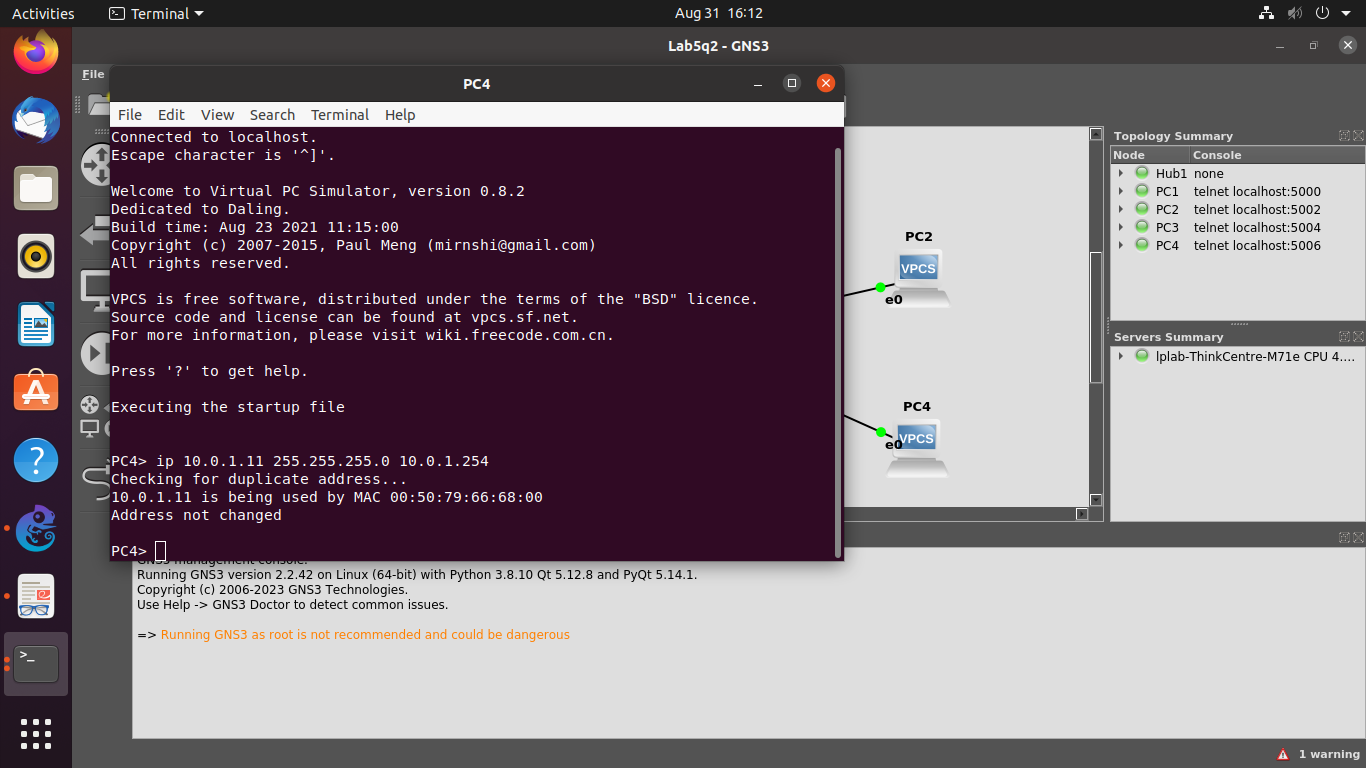 Activities
Terminal
Aug 31 16:12
Lab5q2 - GNS3
File
PC4
File Edit View Search Terminal Help
Connected to localhost.
Escape character is '^]'.
Welcome to Virtual PC Simulator, version 0.8.2
Dedicated to Daling.
Build time: Aug 23 2021 11:15:00
Copyright (c) 2007-2015, Paul Meng (mirnshi@gmail.com)
All rights reserved.
VPCS is free software, distributed under the terms of the "BSD" licence.
Source code and license can be found at vpcs.sf.net.
For more information, please visit wiki.freecode.com.cn.
Press '?' to get help.
Executing the startup file
PC4> ip 10.0.1.11 255.255.255.0 10.0.1.254
Checking for duplicate address...
10.0.1.11 is being used by MAC 00:50:79:66:68:00
Address not changed
PC4>
PC2
VPCS
e0
PC4
VPCS
e0
Topology Summary
Node Console
Hub1 none
PC1 telnet localhost:5000
PC2 telnet localhost:5002
PC3 telnet localhost:5004
PC4 telnet localhost:5006
Servers Summary
lplab-ThinkCentre-M71e CPU 4....
GNS3 management console.
Running GNS3 version 2.2.42 on Linux (64-bit) with Python 3.8.10 Qt 5.12.8 and PyQt 5.14.1.
Copyright (c) 2006-2023 GNS3 Technologies.
Use Help -> GNS3 Doctor to detect common issues.
=> Running GNS3 as root is not recommended and could be dangerous
1 warning